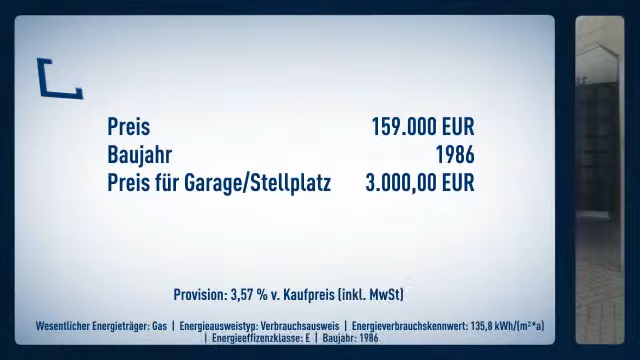 Preis 159.000 EUR
Baujahr 1986
Preis für Garage/Stellplatz 3.000,00 EUR
Provision: 3,57 % v. Kaufpreis (inkl. MwSt)
Wesentlicher Energieträger: Gas | Energieausweistyp: Verbrauchsausweis | Energieverbrauchskennwert: 135,8 kWh/(m²*a)
| Energieeffizenzklasse: E | Baujahr: 1986